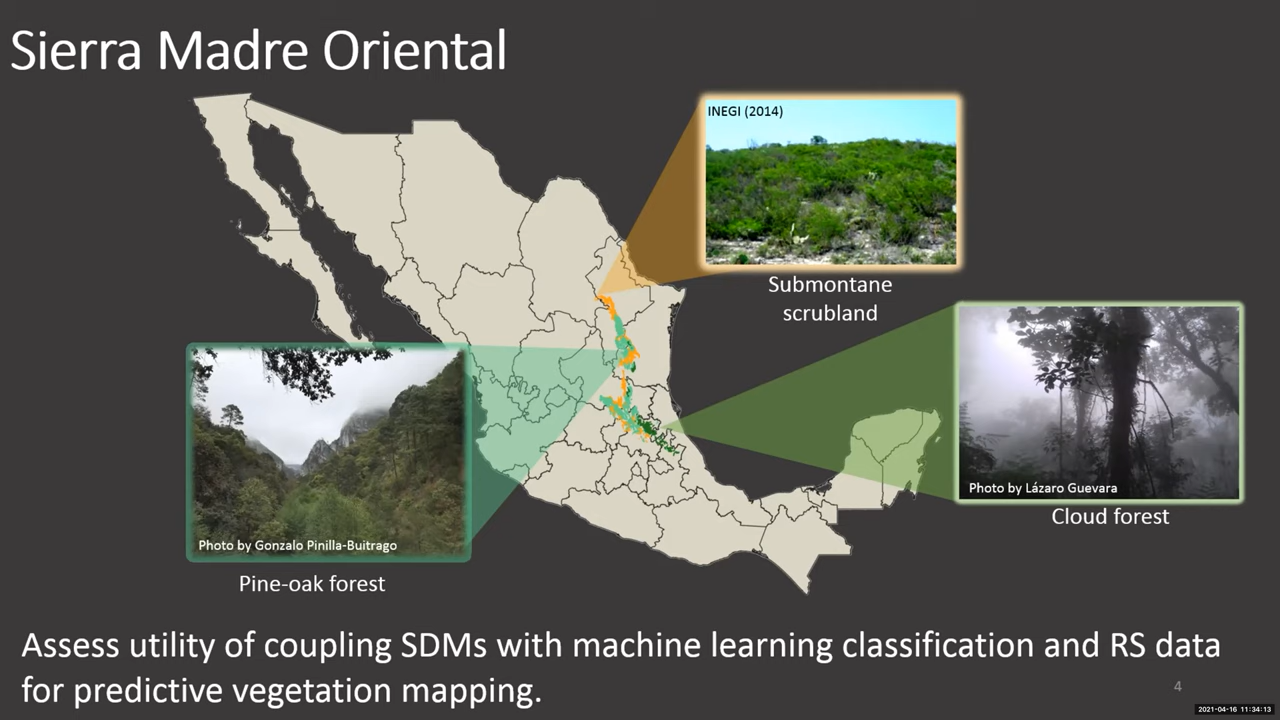 Sierra Madre Oriental
INEGI (2014)
Submontane
scrubland
Photo by Lázaro Guevara
Cloud forest
Photo by Gonzalo Pinilla-Buitrago
Pine-oak forest
Assess utility of coupling SDMs with machine learning classification and RS data
for predictive vegetation mapping.
4
2021-04-16 11:34:13